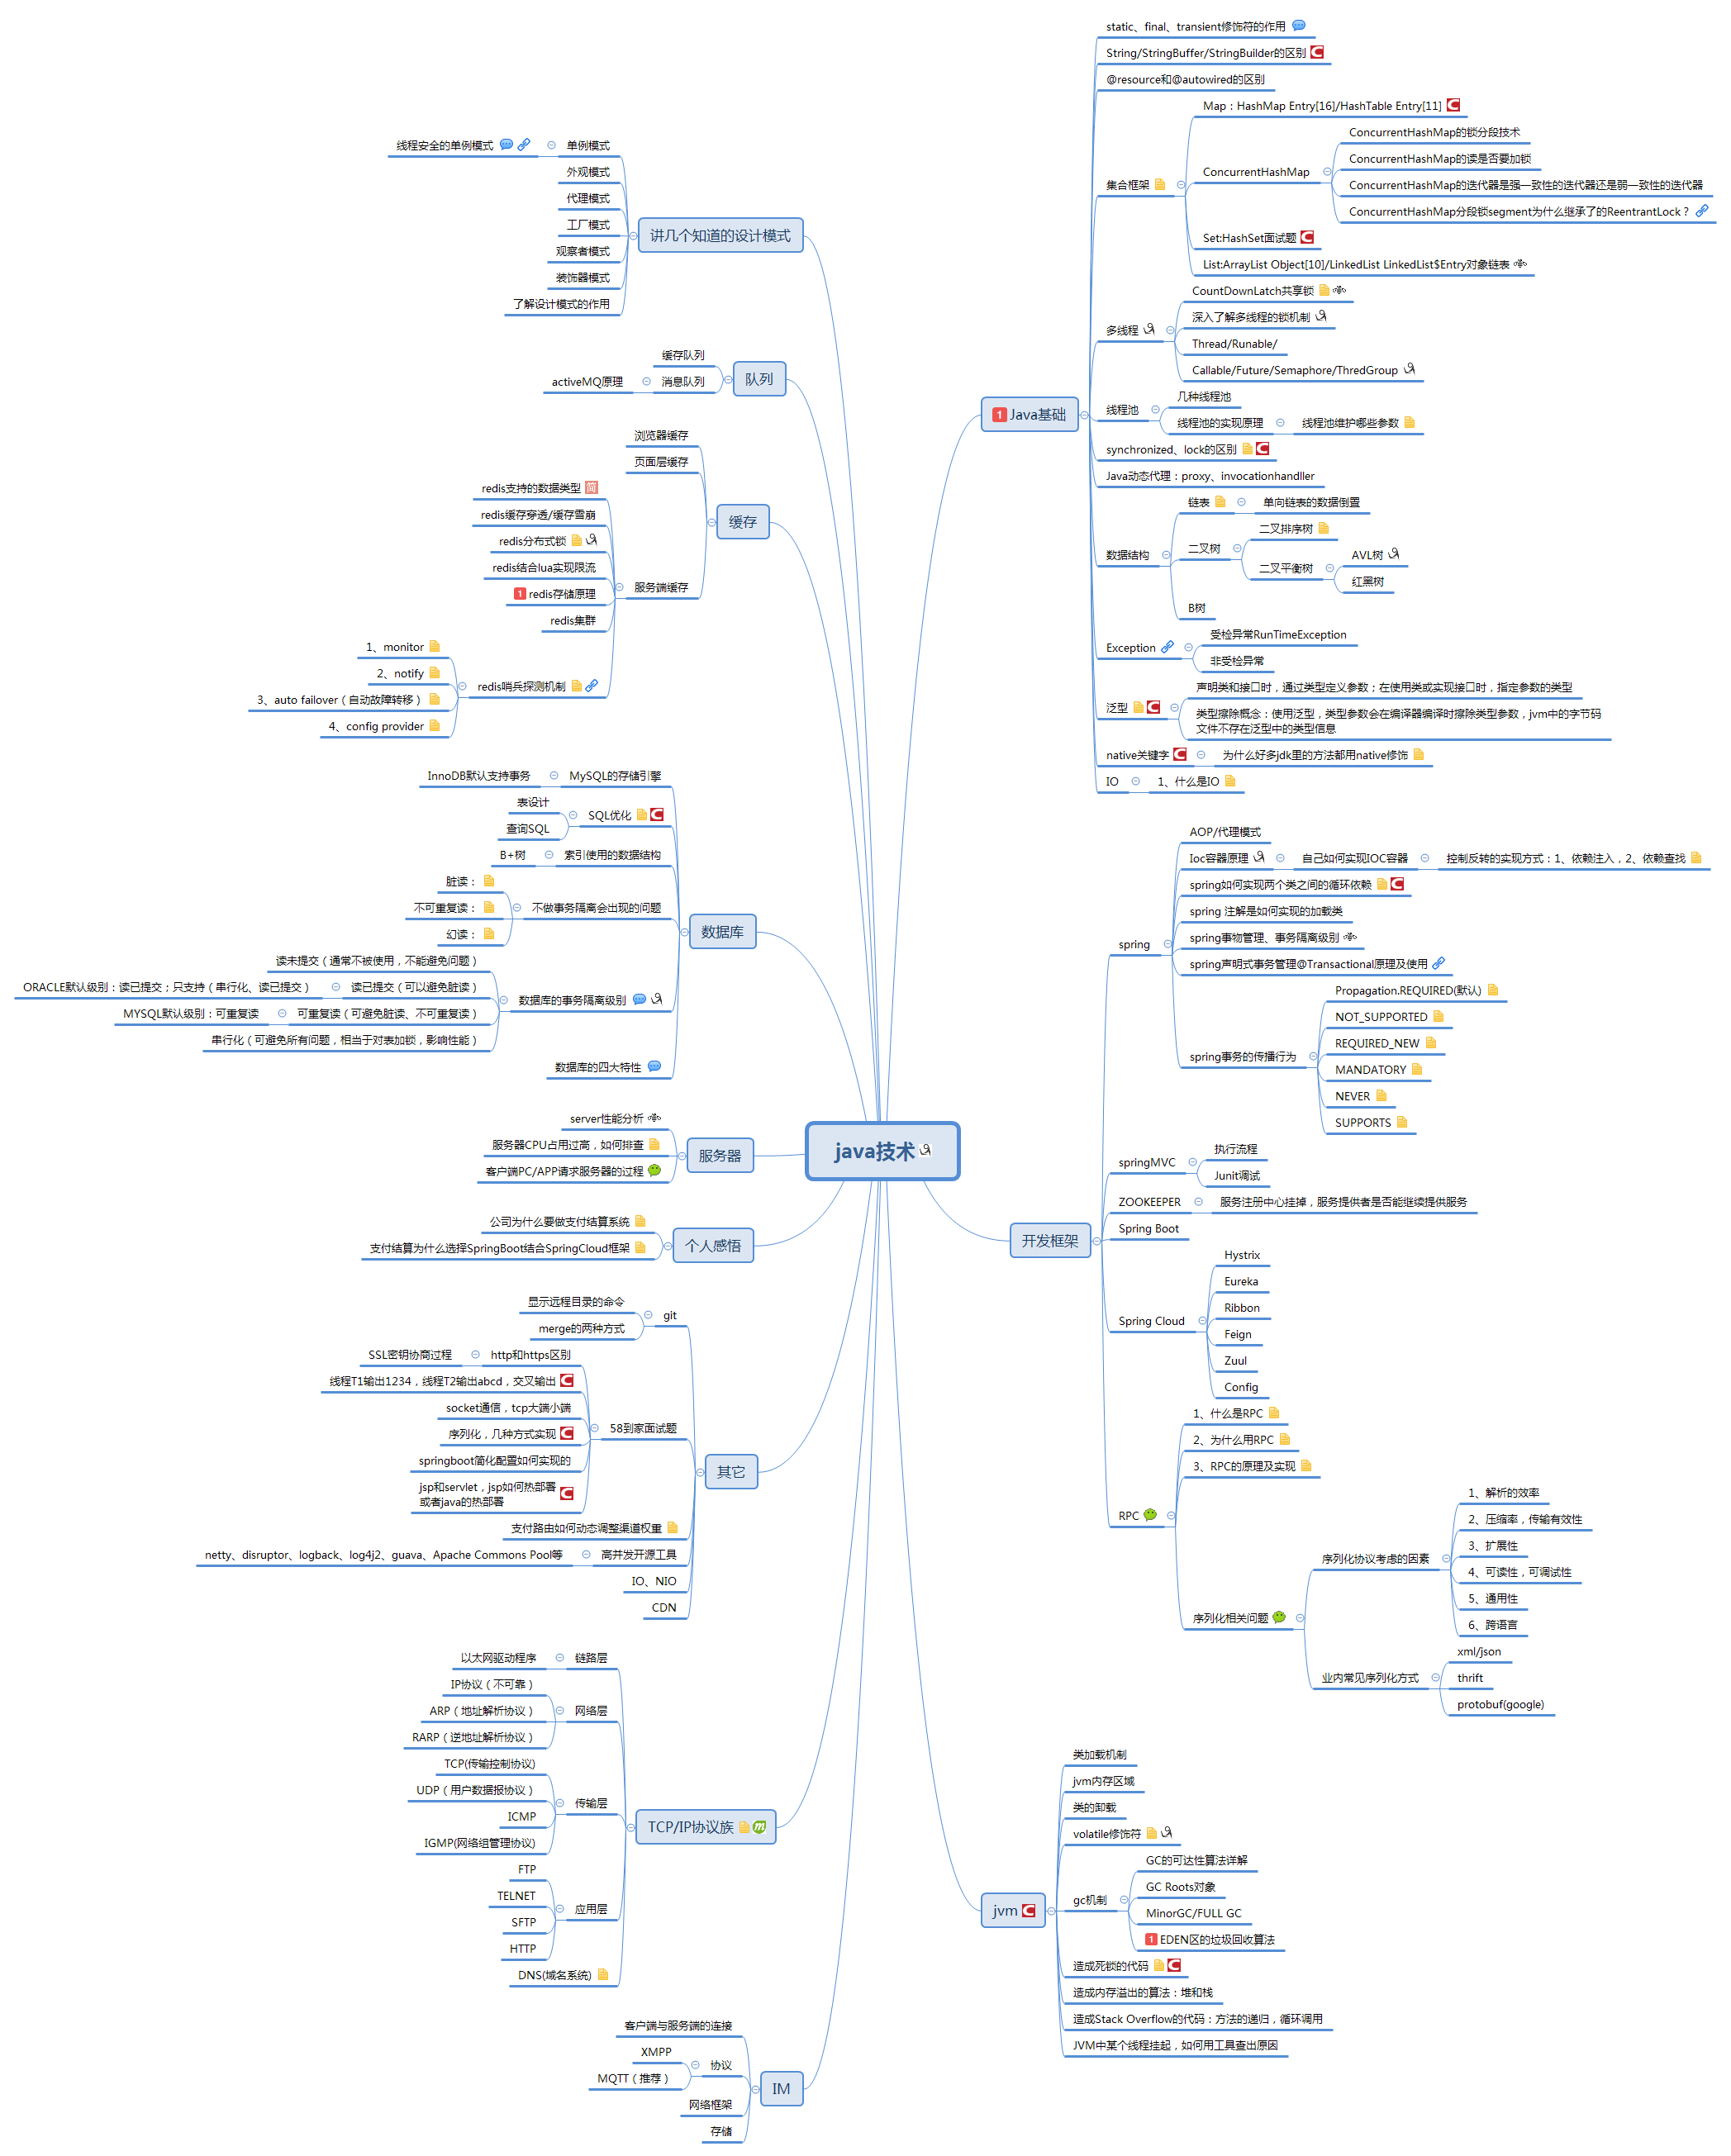 java技术
1 Java基础
static、final、transient修饰符的作用
String/StringBuffer/StringBuilder的区别
@resource和@autowired的区别
集合框架
Map：HashMap Entry[16]/HashTable Entry[11]
ConcurrentHashMap
ConcurrentHashMap的锁分段技术
ConcurrentHashMap的读是否要加锁
ConcurrentHashMap的迭代器是强一致性的迭代器还是弱一致性的迭代器
ConcurrentHashMap分段锁segment为什么继承了的ReentrantLock？
Set:HashSet面试题
List:ArrayList Object[10]/LinkedList LinkedList$Entry对象链表
多线程
CountDownLatch共享锁
深入了解多线程的锁机制
Thread/Runable/
Callable/Future/Semaphore/ThredGroup
线程池
几种线程池
线程池的实现原理
线程池维护哪些参数
synchronized、lock的区别
Java动态代理：proxy、invocationhandller
数据结构
链表
单向链表的数据倒置
二叉树
二叉排序树
二叉平衡树
AVL树
红黑树
B树
Exception
受检异常RunTimeException
非受检异常
泛型
声明类和接口时，通过类型定义参数；在使用类或实现接口时，指定参数的类型
类型擦除概念：使用泛型，类型参数会在编译器编译时擦除类型参数，jvm中的字节码
文件不存在泛型中的类型信息
native关键字
为什么好多jdk里的方法都用native修饰
IO
1、什么是IO
开发框架
spring
AOP/代理模式
Ioc容器原理
自己如何实现IOC容器
控制反转的实现方式：1、依赖注入，2、依赖查找
spring如何实现两个类之间的循环依赖
spring 注解是如何实现的加载类
spring事物管理、事务隔离级别
spring声明式事务管理@Transactional原理及使用
spring事务的传播行为
Propagation.REQUIRED(默认)
NOT_SUPPORTED
REQUIRED_NEW
MANDATORY
NEVER
SUPPORTS
springMVC
执行流程
Junit调试
ZOOKEEPER
服务注册中心挂掉，服务提供者是否能继续提供服务
Spring Boot
Spring Cloud
Hystrix
Eureka
Ribbon
Feign
Zuul
Config
RPC
1、什么是RPC
2、为什么用RPC
3、RPC的原理及实现
序列化相关问题
序列化协议考虑的因素
1、解析的效率
2、压缩率，传输有效性
3、扩展性
4、可读性，可调试性
5、通用性
6、跨语言
业内常见序列化方式
xml/json
thrift
protobuf(google)
jvm
类加载机制
jvm内存区域
类的卸载
volatile修饰符
gc机制
GC的可达性算法详解
GC Roots对象
MinorGC/FULL GC
1 EDEN区的垃圾回收算法
造成死锁的代码
造成内存溢出的算法：堆和栈
造成Stack Overflow的代码：方法的递归，循环调用
JVM中某个线程挂起，如何用工具查出原因
讲几个知道的设计模式
单例模式
线程安全的单例模式
外观模式
代理模式
工厂模式
观察者模式
装饰器模式
了解设计模式的作用
队列
缓存队列
消息队列
activeMQ原理
缓存
浏览器缓存
页面层缓存
服务端缓存
redis支持的数据类型 简
redis缓存穿透/缓存雪崩
redis分布式锁
redis结合lua实现限流
1 redis存储原理
redis集群
redis哨兵探测机制
1、monitor
2、notify
3、auto failover（自动故障转移）
4、config provider
数据库
MySQL的存储引擎
InnoDB默认支持事务
SQL优化
表设计
查询SQL
索引使用的数据结构
B+树
不做事务隔离会出现的问题
脏读：
不可重复读：
幻读：
数据库的事务隔离级别
读未提交（通常不被使用，不能避免问题）
读已提交（可以避免脏读）
ORACLE默认级别：读已提交；只支持（串行化、读已提交）
可重复读（可避免脏读、不可重复读）
MYSQL默认级别：可重复读
串行化（可避免所有问题，相当于对表加锁，影响性能）
数据库的四大特性
服务器
server性能分析
服务器CPU占用过高，如何排查
客户端PC/APP请求服务器的过程
个人感悟
公司为什么要做支付结算系统
支付结算为什么选择SpringBoot结合SpringCloud框架
其它
git
显示远程目录的命令
merge的两种方式
58到家面试题
http和https区别
SSL密钥协商过程
线程T1输出1234，线程T2输出abcd，交叉输出
socket通信，tcp大端小端
序列化，几种方式实现
springboot简化配置如何实现的
jsp和servlet，jsp如何热部署
或者java的热部署
支付路由如何动态调整渠道权重
高并发开源工具
netty、disruptor、logback、log4j2、guava、Apache Commons Pool等
IO、NIO
CDN
TCP/IP协议族
链路层
以太网驱动程序
网络层
IP协议（不可靠）
ARP（地址解析协议）
RARP（逆地址解析协议）
传输层
TCP(传输控制协议)
UDP（用户数据报协议）
ICMP
IGMP(网络组管理协议)
应用层
FTP
TELNET
SFTP
HTTP
DNS(域名系统)
IM
客户端与服务端的连接
协议
XMPP
MQTT（推荐）
网络框架
存储